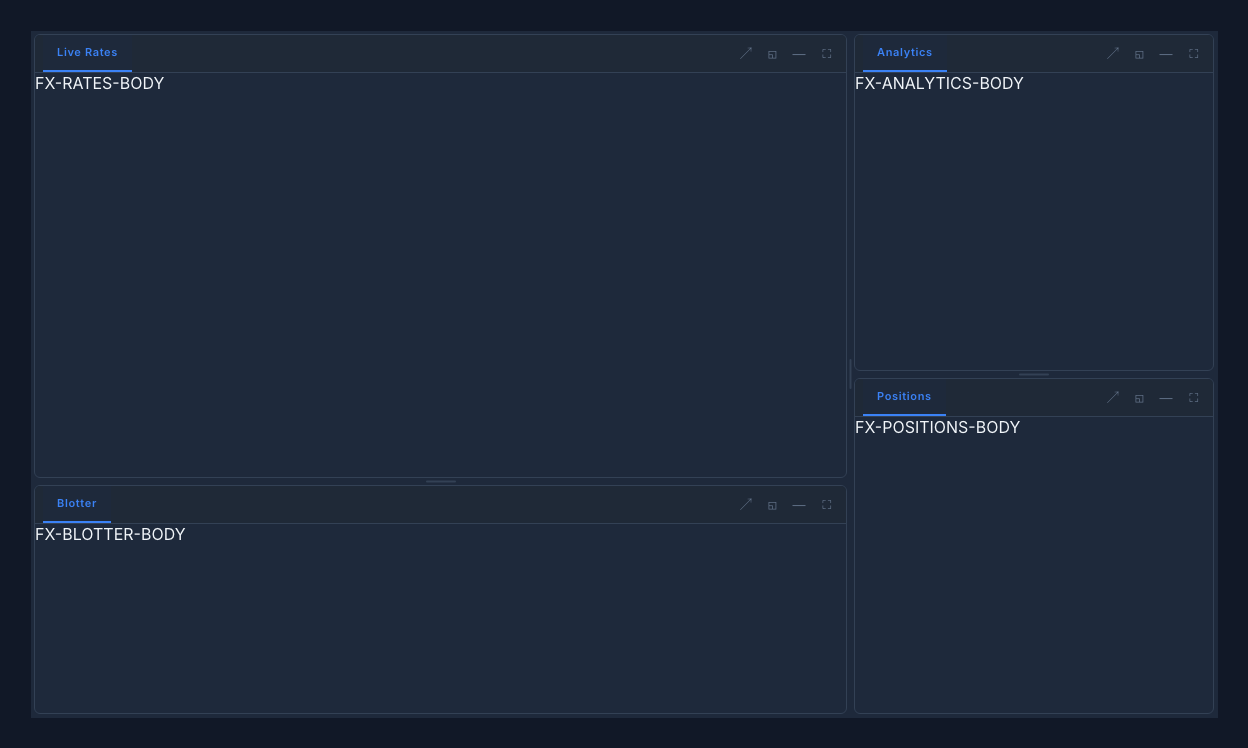 Live Rates
FX-RATES-BODY
Analytics
FX-ANALYTICS-BODY
Blotter
FX-BLOTTER-BODY
Positions
FX-POSITIONS-BODY